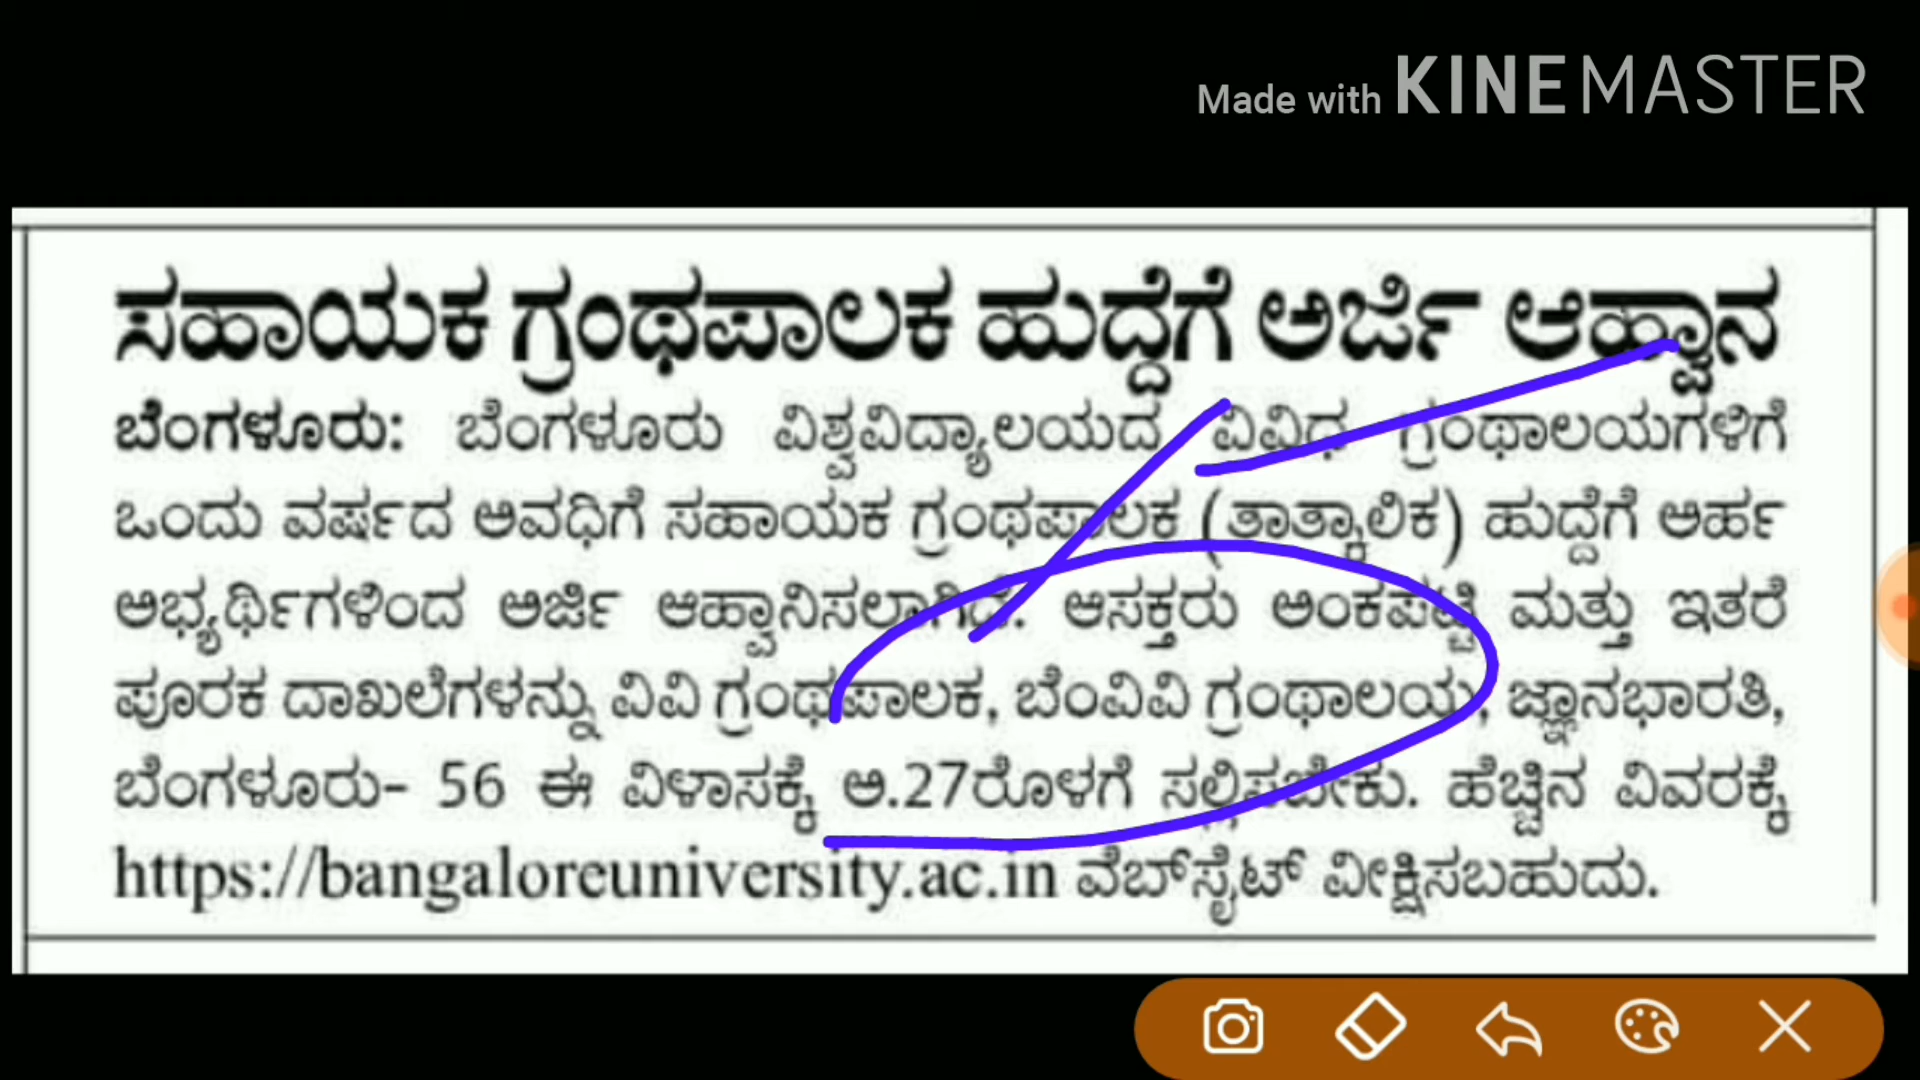 Made with KINEMASTER
ಸಹಾಯಕ ಗ್ರಂಥಪಾಲಕ ಹುದ್ದೆಗೆ ಅರ್ಜಿ ಆಹ್ವಾನ
ಬೆಂಗಳೂರು: ಬೆಂಗಳೂರು ವಿಶ್ವವಿದ್ಯಾಲಯದ ವಿವಿಧ ಗ್ರಂಥಾಲಯಗಳಿಗೆ
ಒಂದು ವರ್ಷದ ಅವಧಿಗೆ ಸಹಾಯಕ ಗ್ರಂಥಪಾಲಕ (ತಾತ್ಕಾಲಿಕ) ಹುದ್ದೆಗೆ ಅರ್ಹ
ಅಭ್ಯರ್ಥಿಗಳಿಂದ ಅರ್ಜಿ ಆಹ್ವಾನಿಸಲಾಗಿದೆ. ಆಸಕ್ತರು ಅಂಕಪಟ್ಟಿ ಮತ್ತು ಇತರೆ
ಪೂರಕ ದಾಖಲೆಗಳನ್ನು ವಿವಿ ಗ್ರಂಥಪಾಲಕ, ಬೆಂವಿವಿ ಗ್ರಂಥಾಲಯ, ಜ್ಞಾನಭಾರತಿ,
ಬೆಂಗಳೂರು- 56 ಈ ವಿಳಾಸಕ್ಕೆ ಅ.27ರೊಳಗೆ ಸಲ್ಲಿಸಬೇಕು. ಹೆಚ್ಚಿನ ವಿವರಕ್ಕೆ
https://bangaloreuniversity.ac.in ವೆಬ್‌ಸೈಟ್ ವೀಕ್ಷಿಸಬಹುದು.